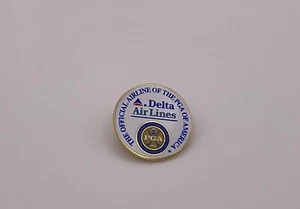 THE OFFICIAL AIRLINE OF THE PGA OF AMERICA
Delta
Air Lines
PGA